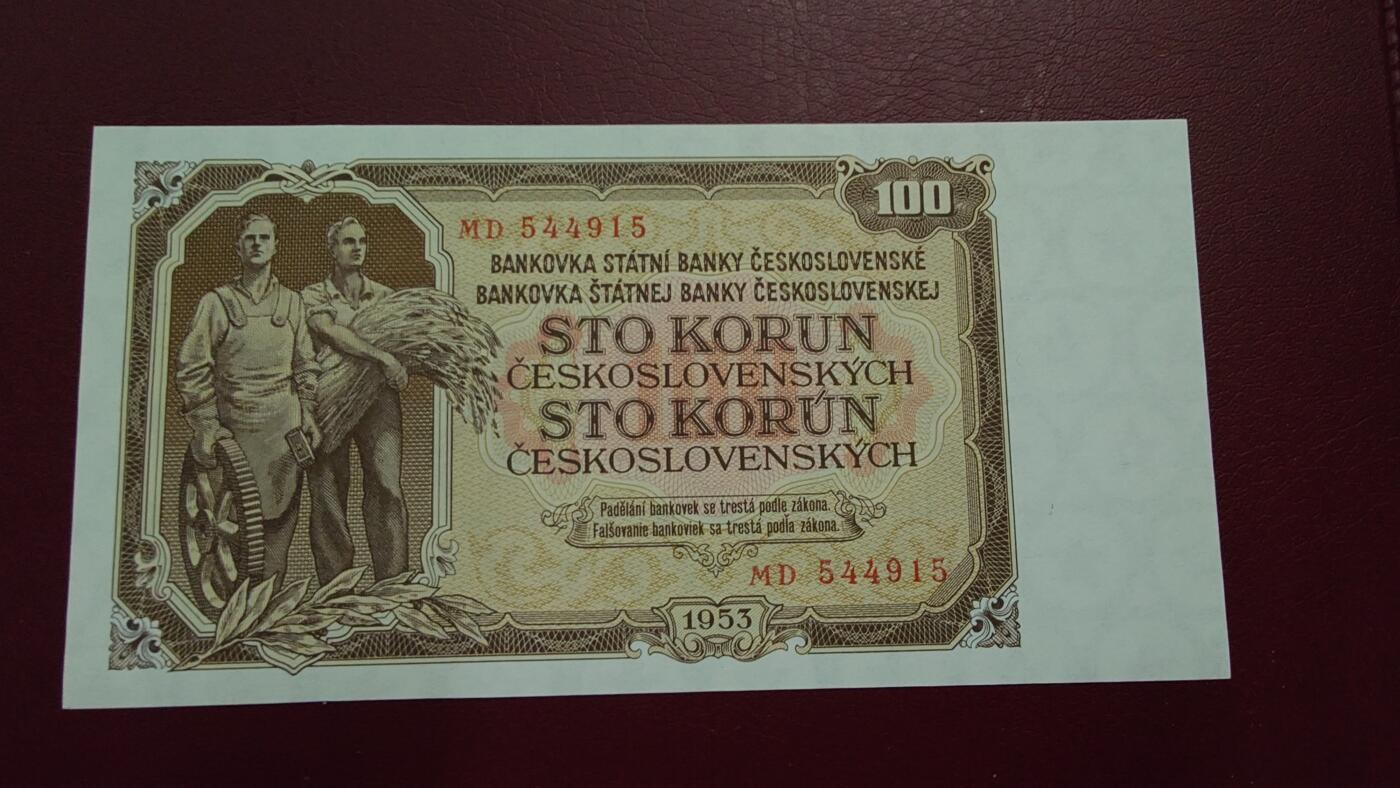 100
MD 544915
BANKOVKA STÁTNÍ BANKY ČESKOSLOVENSKÉ
BANKOVKA ŠTÁTNEJ BANKY ČESKOSLOVENSKEJ
STO KORUN
ČESKOSLOVENSKÝCH
STO KORÚN
ČESKOSLOVENSKÝCH
Padělání bankovek se trestá podle zákona.
Falšovanie bankoviek sa trestá podľa zákona.
MD 544915
1953